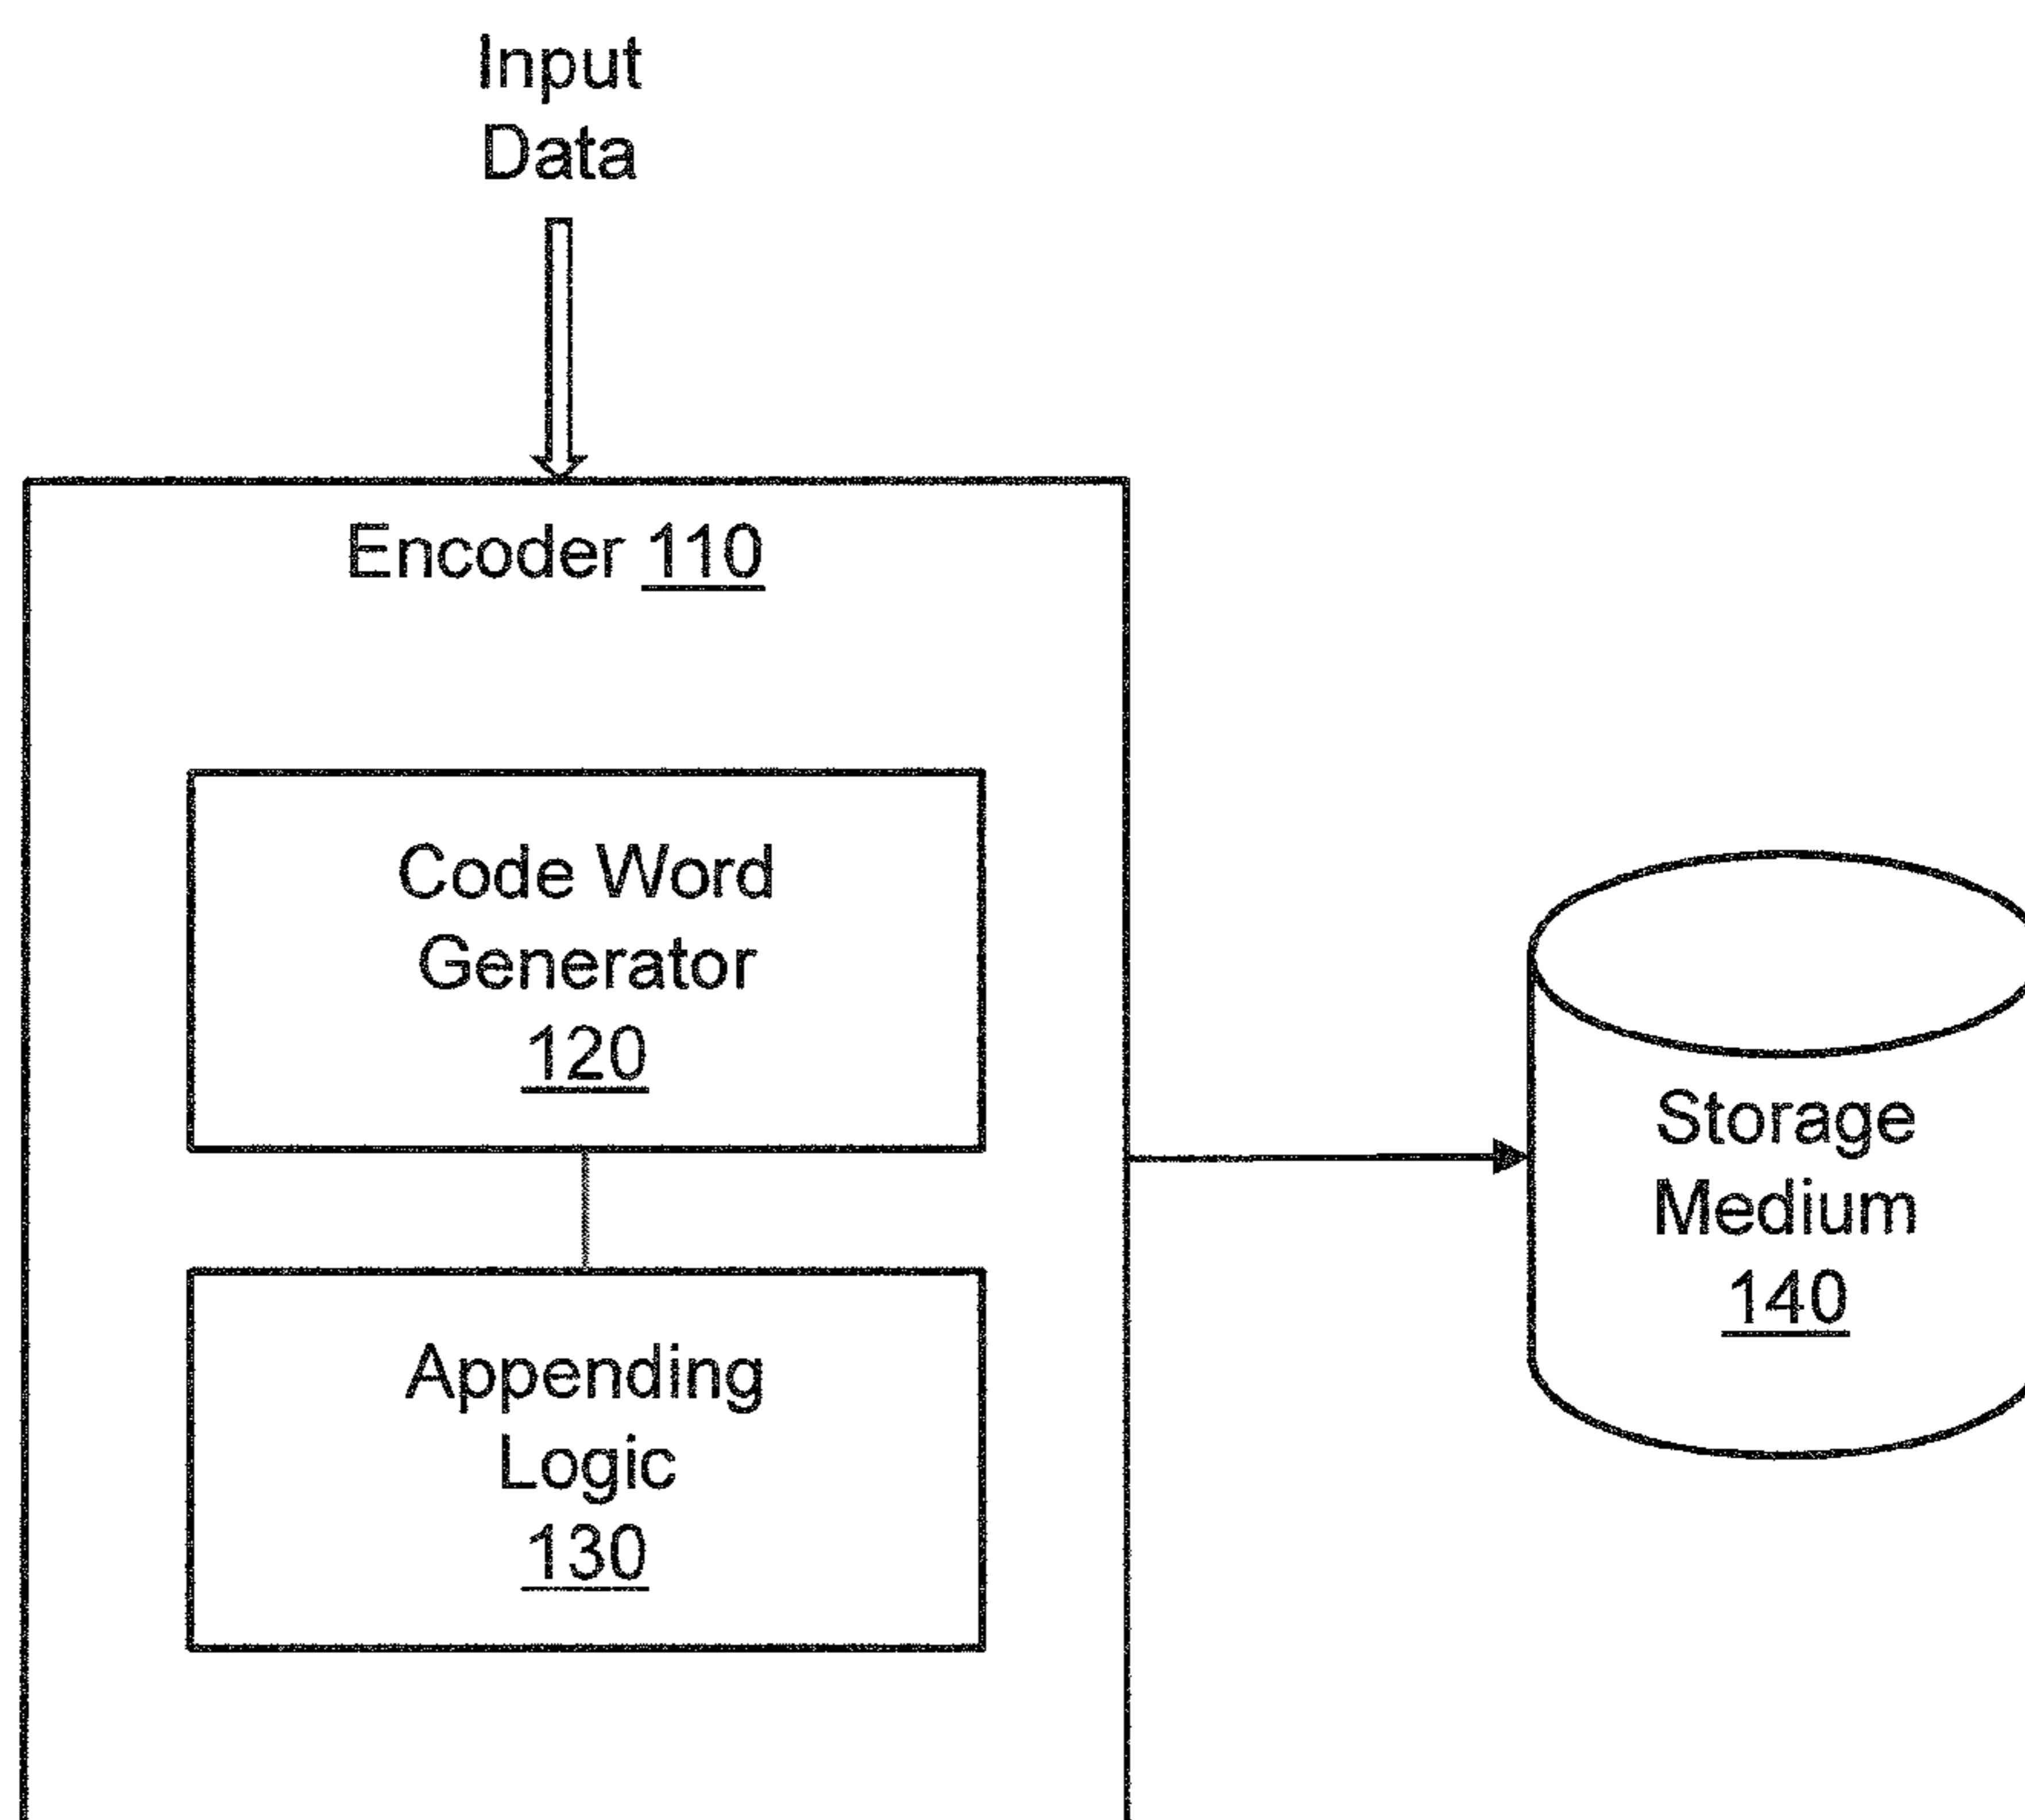 Input
Data
Encoder 110
Code Word
Generator
120
Appending
Logic
130
Storage
Medium
140